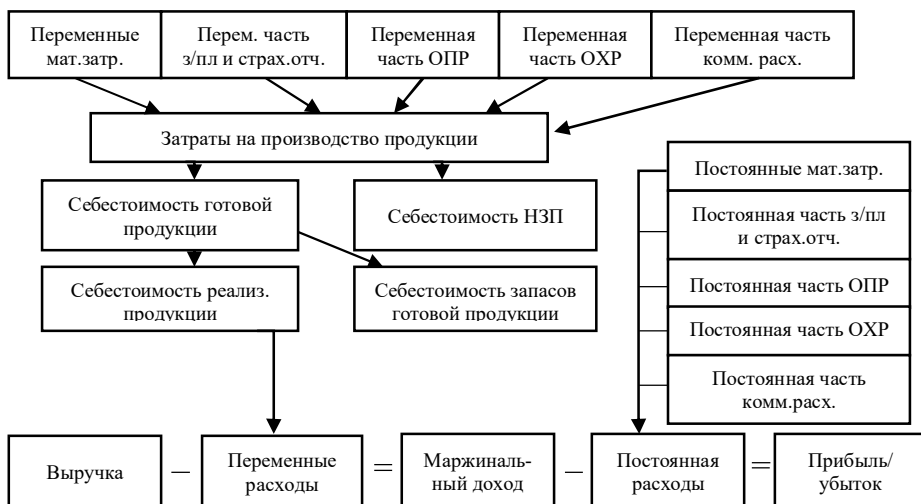 Переменные
мат.затр.
Перем. часть
з/пл и страх.отч.
Переменная
часть ОПР
Переменная
часть ОХР
Переменная часть
комм. расх.
Затраты на производство продукции
Себестоимость готовой
продукции
Себестоимость НЗП
Себестоимость реализ.
продукции
Себестоимость запасов
готовой продукции
Постоянные мат.затр.
Постоянная часть з/пл
и страх.отч.
Постоянная часть ОПР
Постоянная часть ОХР
Постоянная часть
комм.расх.
Выручка
–
Переменные
расходы
=
Маржиналь-
ный доход
–
Постоянная
расходы
=
Прибыль/
убыток